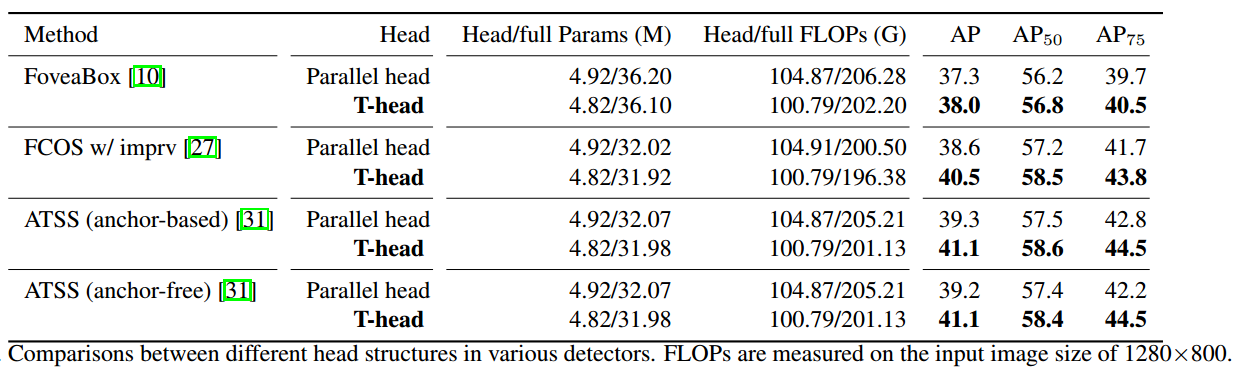 Method Head Head/full Params (M) Head/full FLOPs (G) AP AP50 AP75
FoveaBox [10] Parallel head 4.92/36.20 104.87/206.28 37.3 56.2 39.7
T-head 4.82/36.10 100.79/202.20 38.0 56.8 40.5
FCOS w/ imprv [27] Parallel head 4.92/32.02 104.91/200.50 38.6 57.2 41.7
T-head 4.82/31.92 100.79/196.38 40.5 58.5 43.8
ATSS (anchor-based) [31] Parallel head 4.92/32.07 104.87/205.21 39.3 57.5 42.8
T-head 4.82/31.98 100.79/201.13 41.1 58.6 44.5
ATSS (anchor-free) [31] Parallel head 4.92/32.07 104.87/205.21 39.2 57.4 42.2
T-head 4.82/31.98 100.79/201.13 41.1 58.4 44.5
. Comparisons between different head structures in various detectors. FLOPs are measured on the input image size of 1280×800.